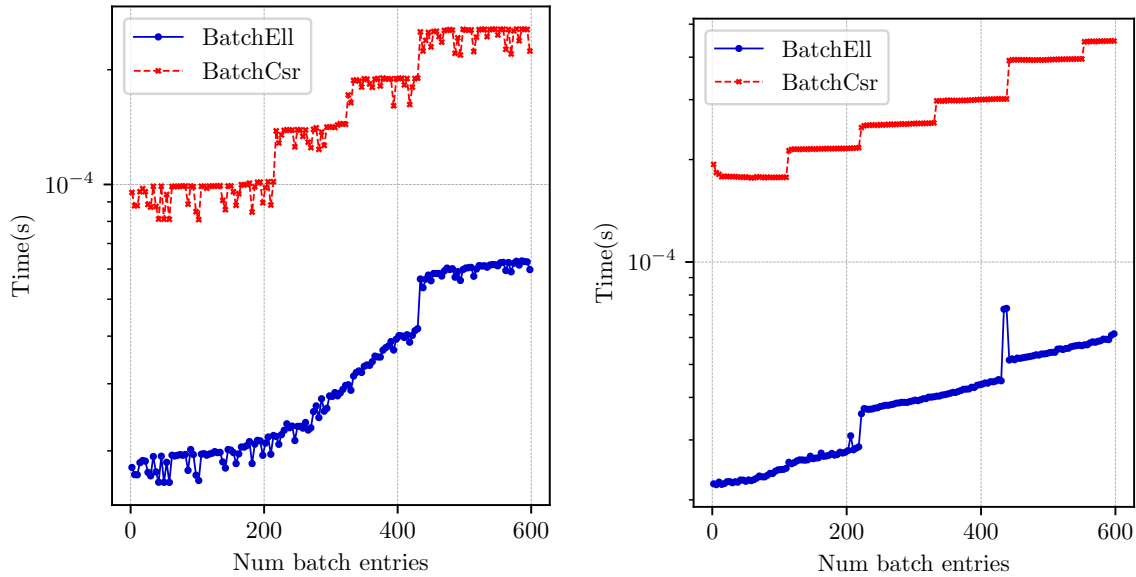 BatchEll
BatchCsr
10⁻⁴
Time(s)
0
200
400
600
Num batch entries
BatchEll
BatchCsr
10⁻⁴
Time(s)
0
200
400
600
Num batch entries